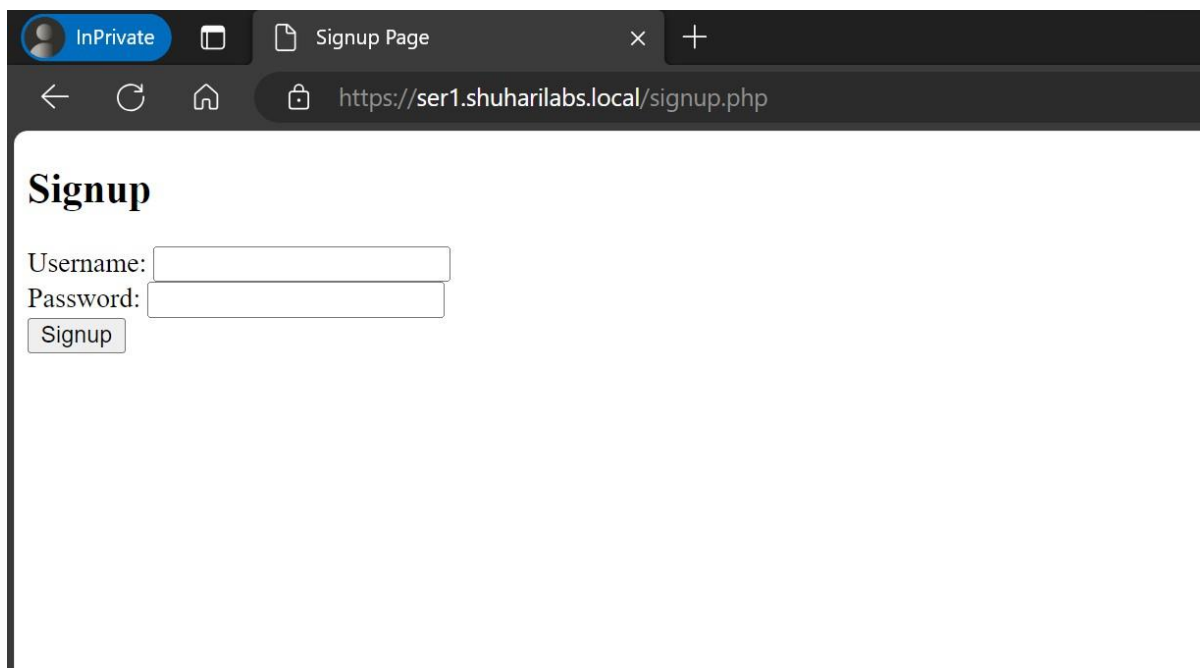 InPrivate
Signup Page
https://ser1.shuharilabs.local/signup.php
Signup
Username:
Password:
Signup